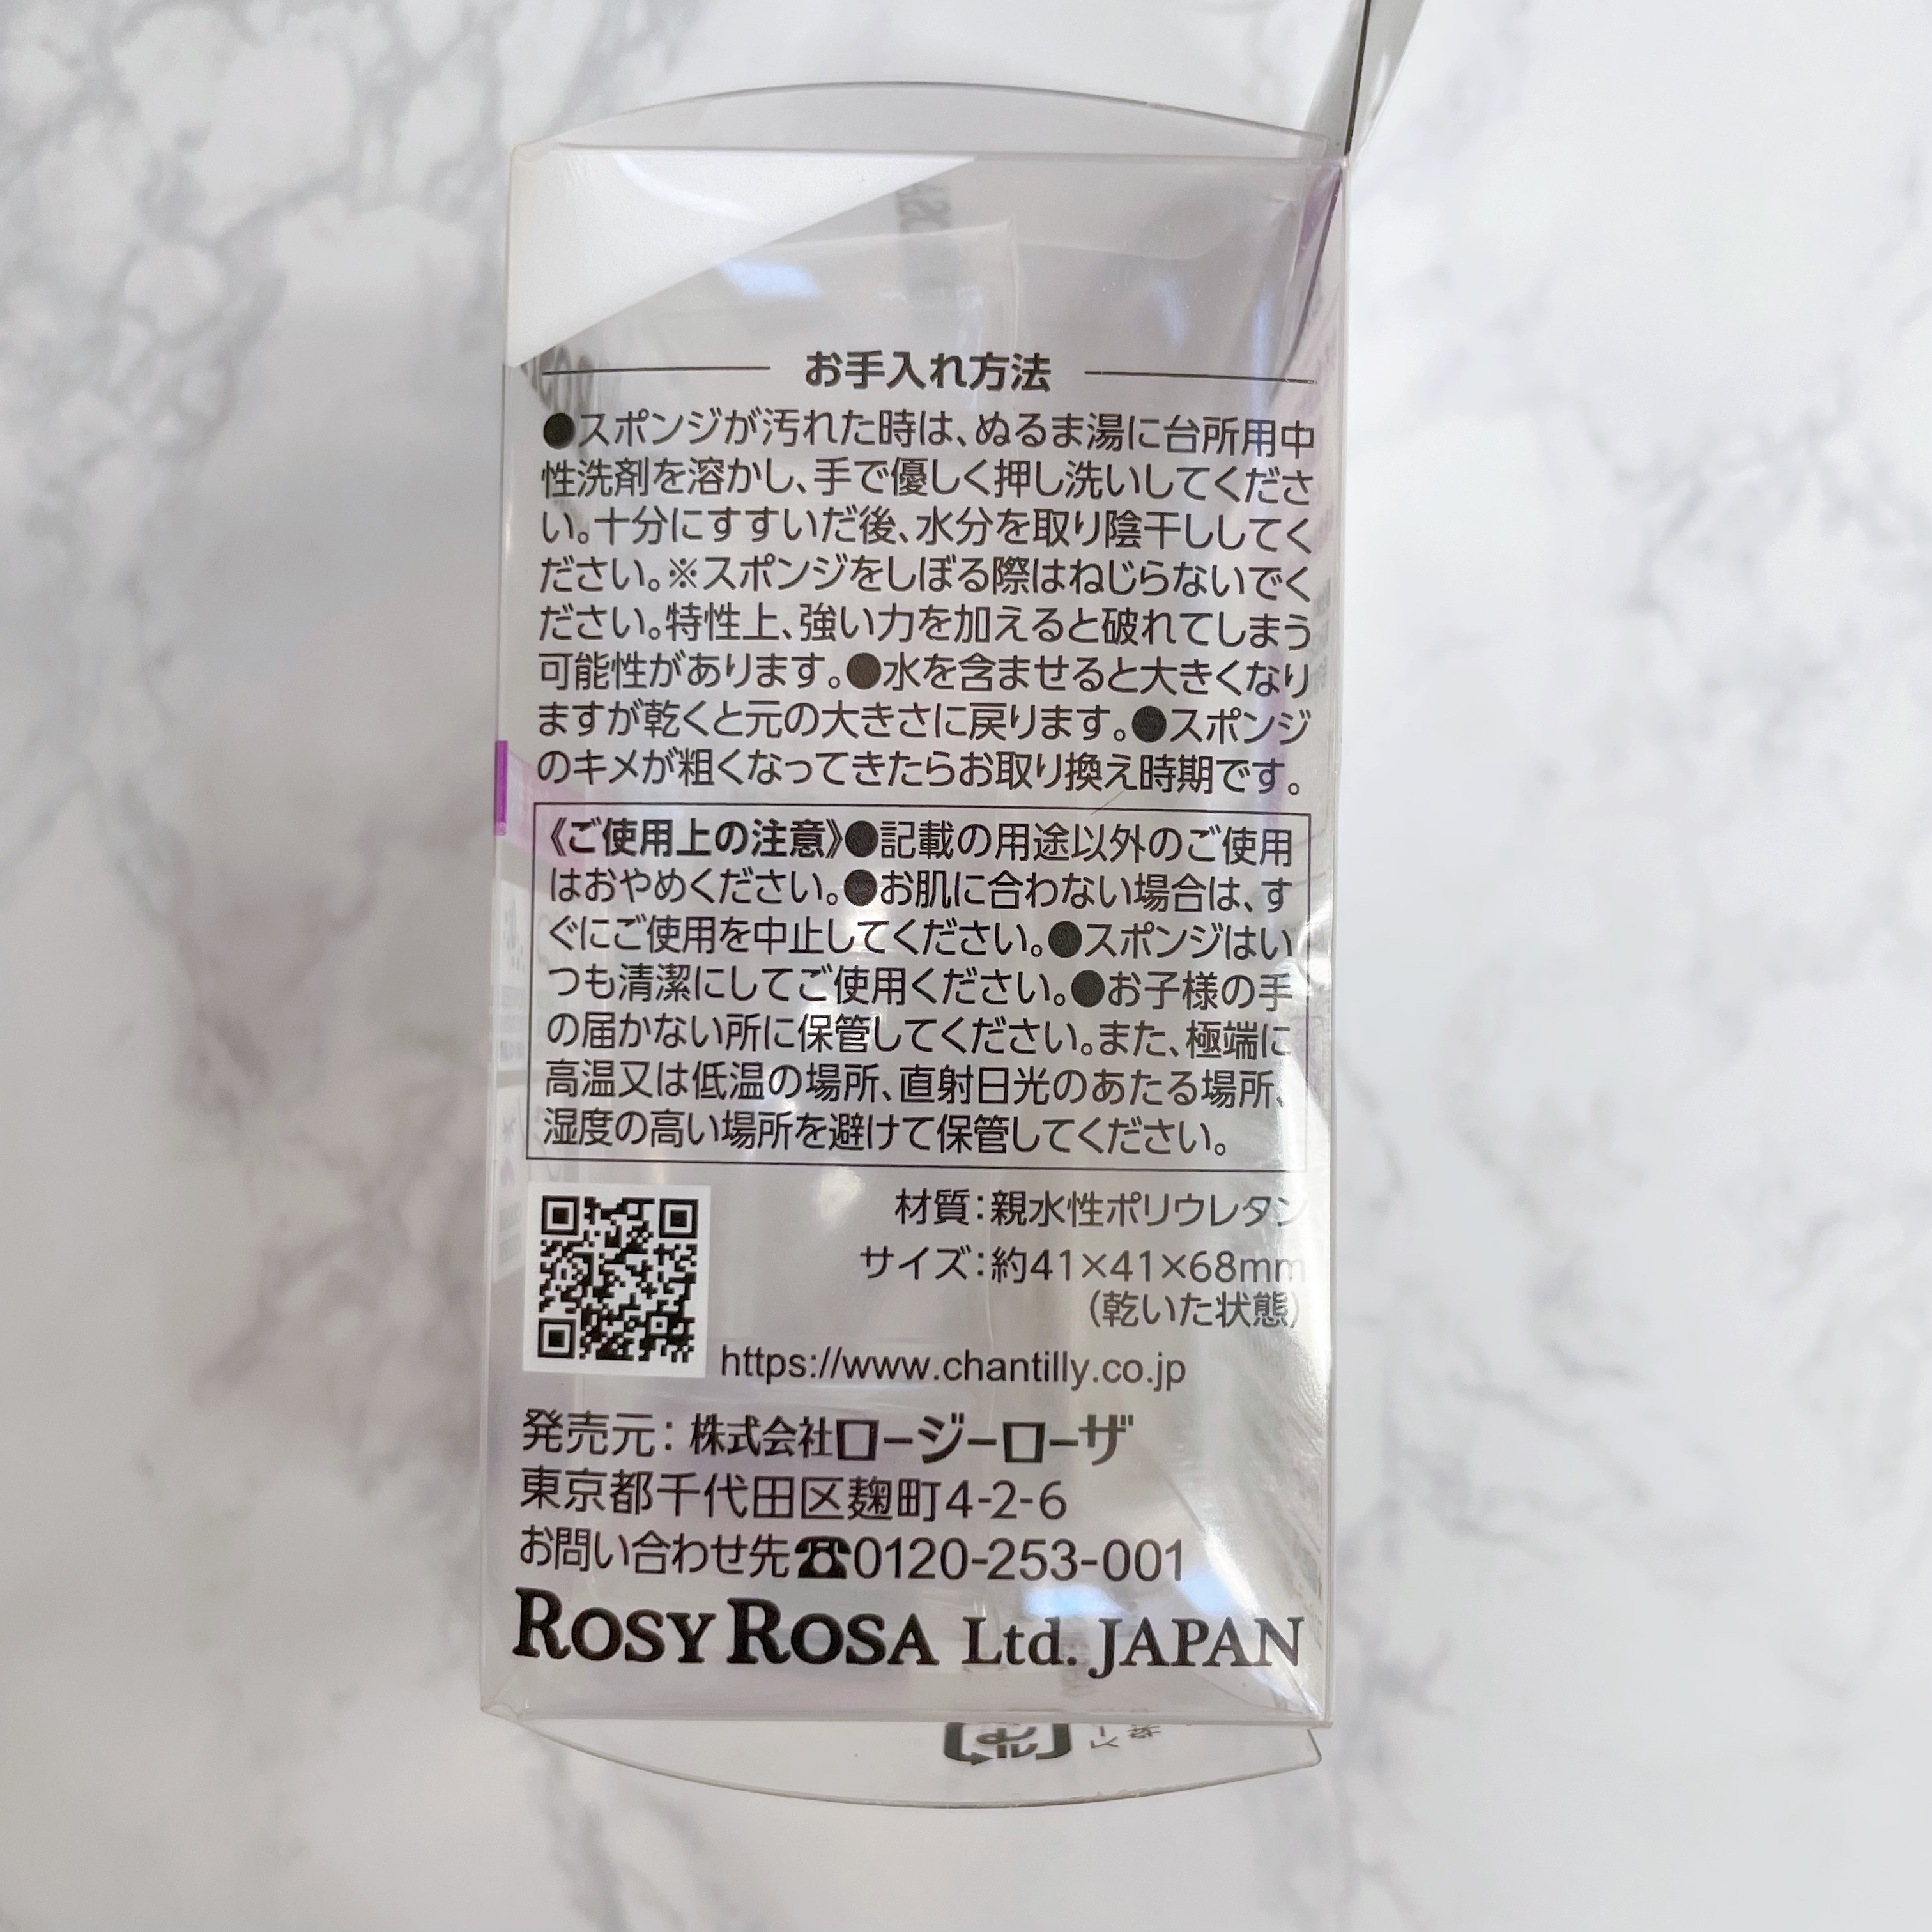 お手入れ方法
●スポンジが汚れた時は、ぬるま湯に台所用中
性洗剤を溶かし、手で優しく押し洗いしてくださ
い。十分にすすいだ後、水分を取り陰干ししてく
ださい。※スポンジをしぼる際はねじらないでく
ださい。特性上、強い力を加えると破れてしまう
可能性があります。●水を含ませると大きくなり
ますが乾くと元の大きさに戻ります。●スポンジ
のキメが粗くなってきたらお取り換え時期です。
《ご使用上の注意》●記載の用途以外のご使用
はおやめください。●お肌に合わない場合は、す
ぐにご使用を中止してください。●スポンジはい
つも清潔にしてご使用ください。●お子様の手
の届かない所に保管してください。また、極端に
高温又は低温の場所、直射日光のあたる場所、
湿度の高い場所を避けて保管してください。
材質：親水性ポリウレタン
サイズ：約41×41×68mm
（乾いた状態）
https://www.chantilly.co.jp
発売元：株式会社ロージーローザ
東京都千代田区麹町4-2-6
お問い合わせ先☎0120-253-001
ROSY ROSA Ltd. JAPAN